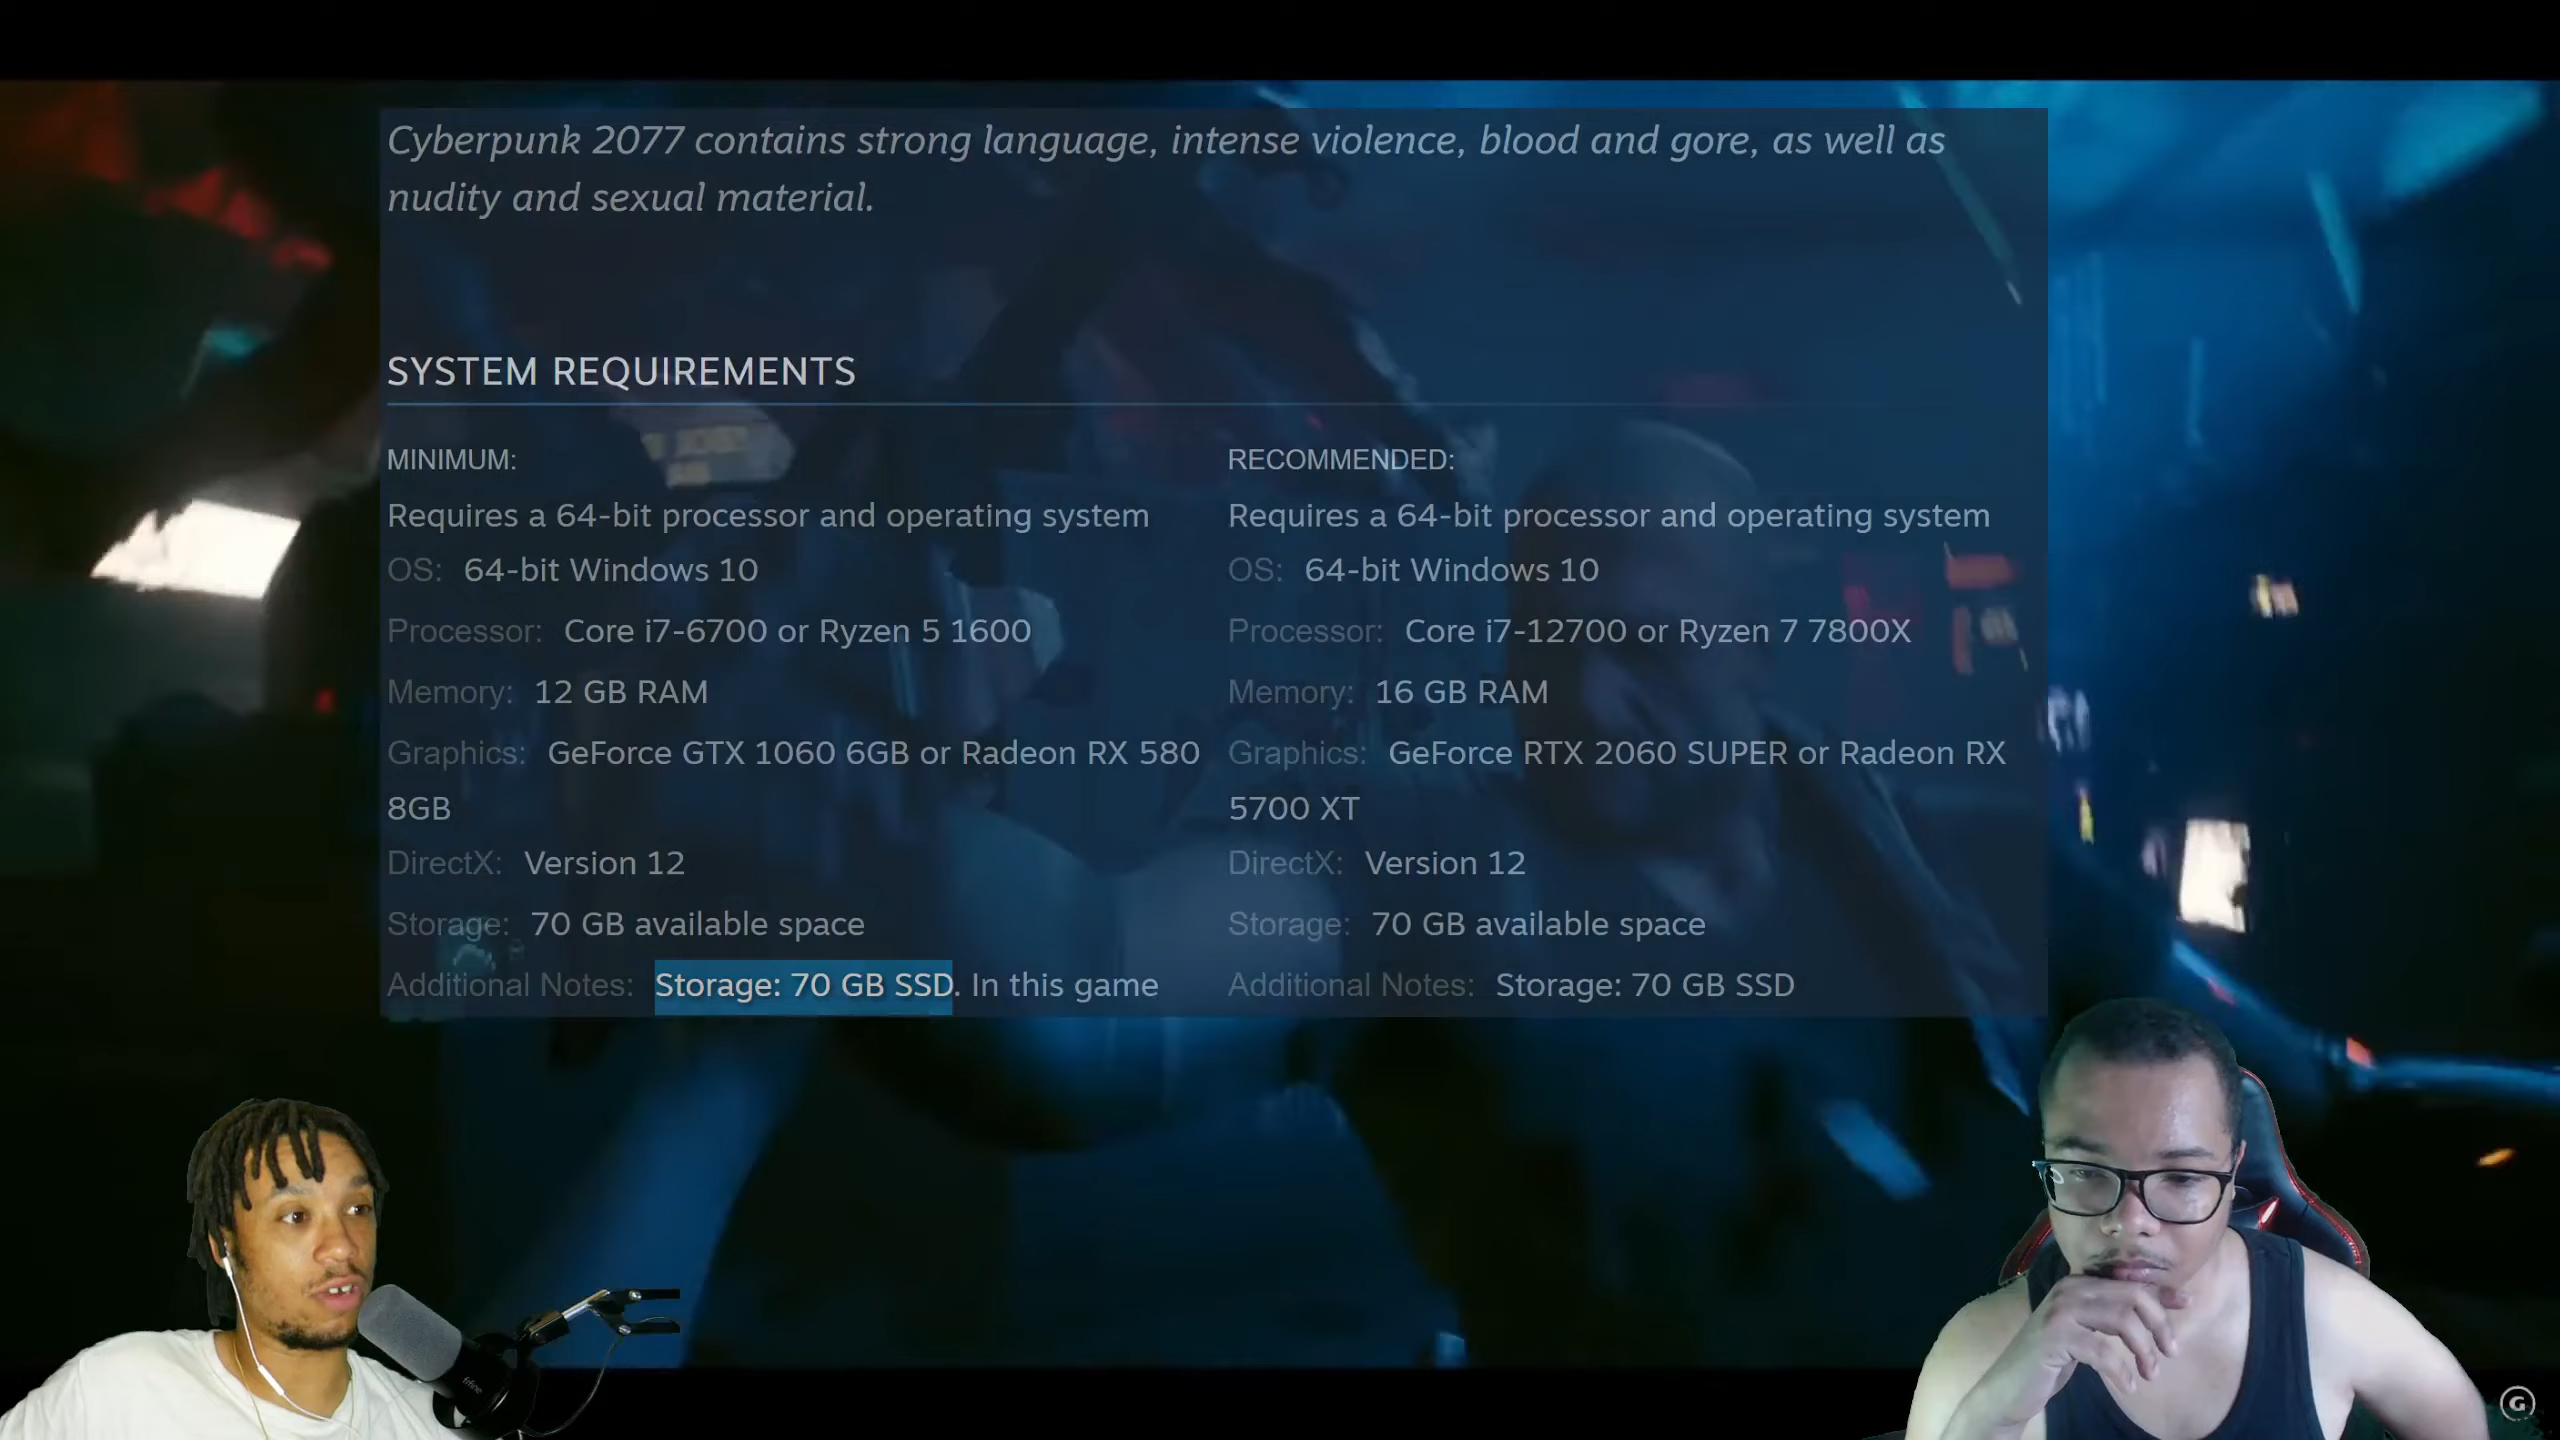 Cyberpunk 2077 contains strong language, intense violence, blood and gore, as well as
nudity and sexual material.
SYSTEM REQUIREMENTS
MINIMUM:
Requires a 64-bit processor and operating system
OS: 64-bit Windows 10
Processor: Core i7-6700 or Ryzen 5 1600
Memory: 12 GB RAM
Graphics: GeForce GTX 1060 6GB or Radeon RX 580
8GB
DirectX: Version 12
Storage: 70 GB available space
Additional Notes: Storage: 70 GB SSD. In this game
RECOMMENDED:
Requires a 64-bit processor and operating system
OS: 64-bit Windows 10
Processor: Core i7-12700 or Ryzen 7 7800X
Memory: 16 GB RAM
Graphics: GeForce RTX 2060 SUPER or Radeon RX
5700 XT
DirectX: Version 12
Storage: 70 GB available space
Additional Notes: Storage: 70 GB SSD
fifine
G